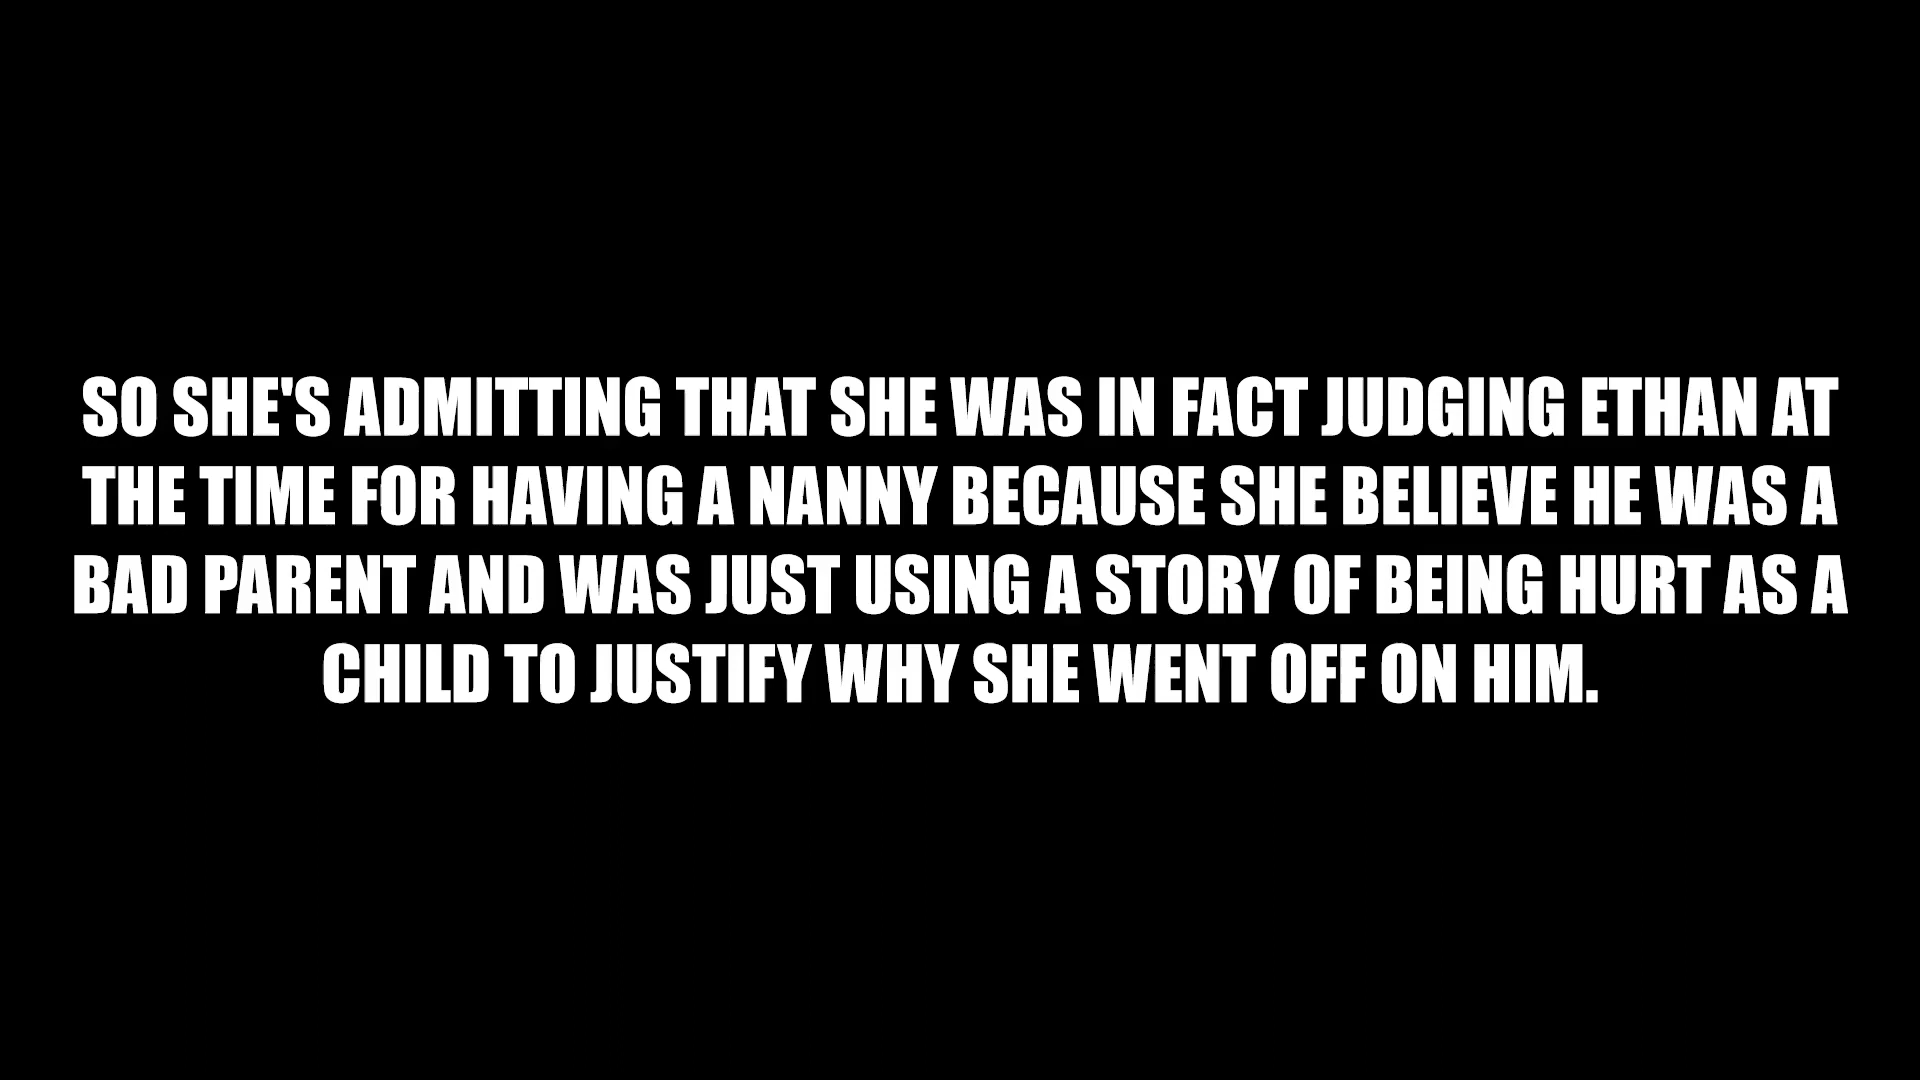 SO SHE'S ADMITTING THAT SHE WAS IN FACT JUDGING ETHAN AT
THE TIME FOR HAVING A NANNY BECAUSE SHE BELIEVE HE WAS A
BAD PARENT AND WAS JUST USING A STORY OF BEING HURT AS A
CHILD TO JUSTIFY WHY SHE WENT OFF ON HIM.